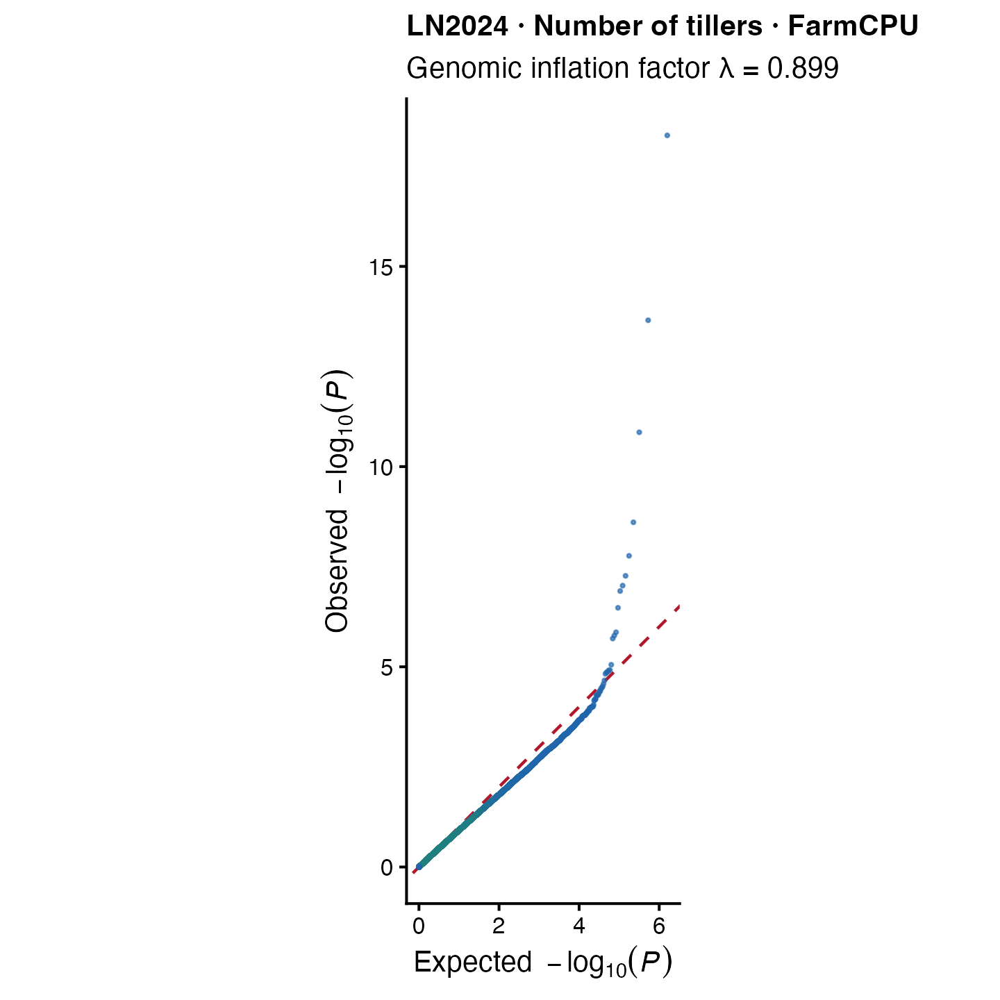 LN2024 · Number of tillers · FarmCPU
Genomic inflation factor λ = 0.899
Observed −log₁₀(P)
15
10
5
0
0 2 4 6
Expected −log₁₀(P)